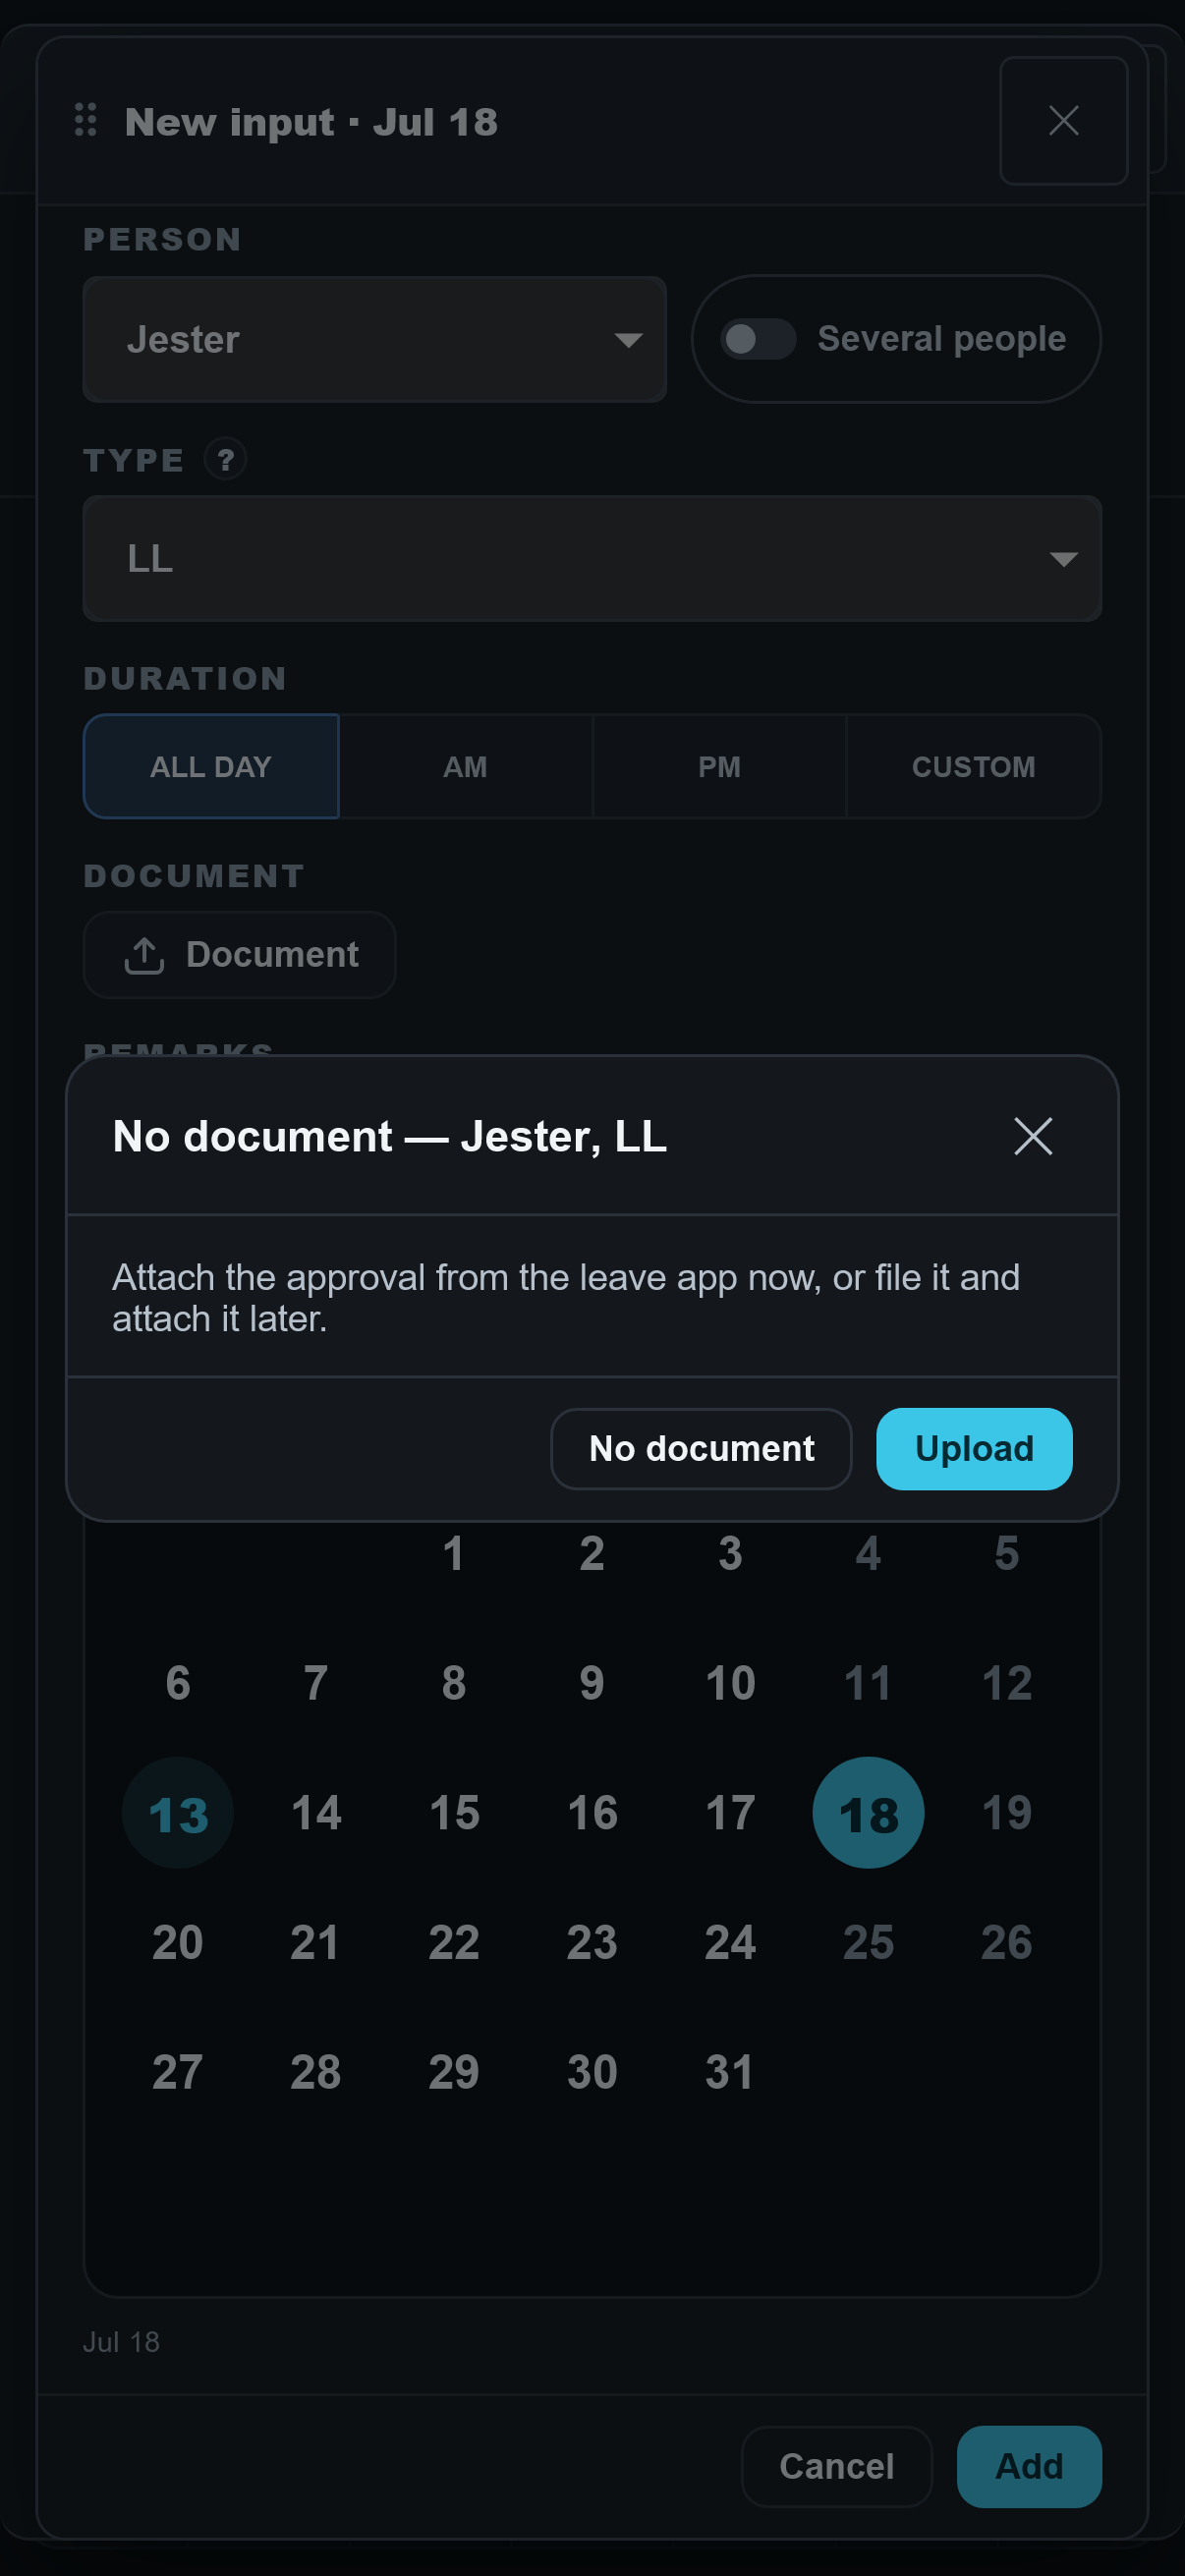 New input · Jul 18
PERSON
Jester
Several people
TYPE ?
LL
DURATION
ALL DAY AM PM CUSTOM
DOCUMENT
Document
REMARKS
No document — Jester, LL
Attach the approval from the leave app now, or file it and
attach it later.
No document Upload
1 2 3 4 5
6 7 8 9 10 11 12
13 14 15 16 17 18 19
20 21 22 23 24 25 26
27 28 29 30 31
Jul 18
Cancel Add